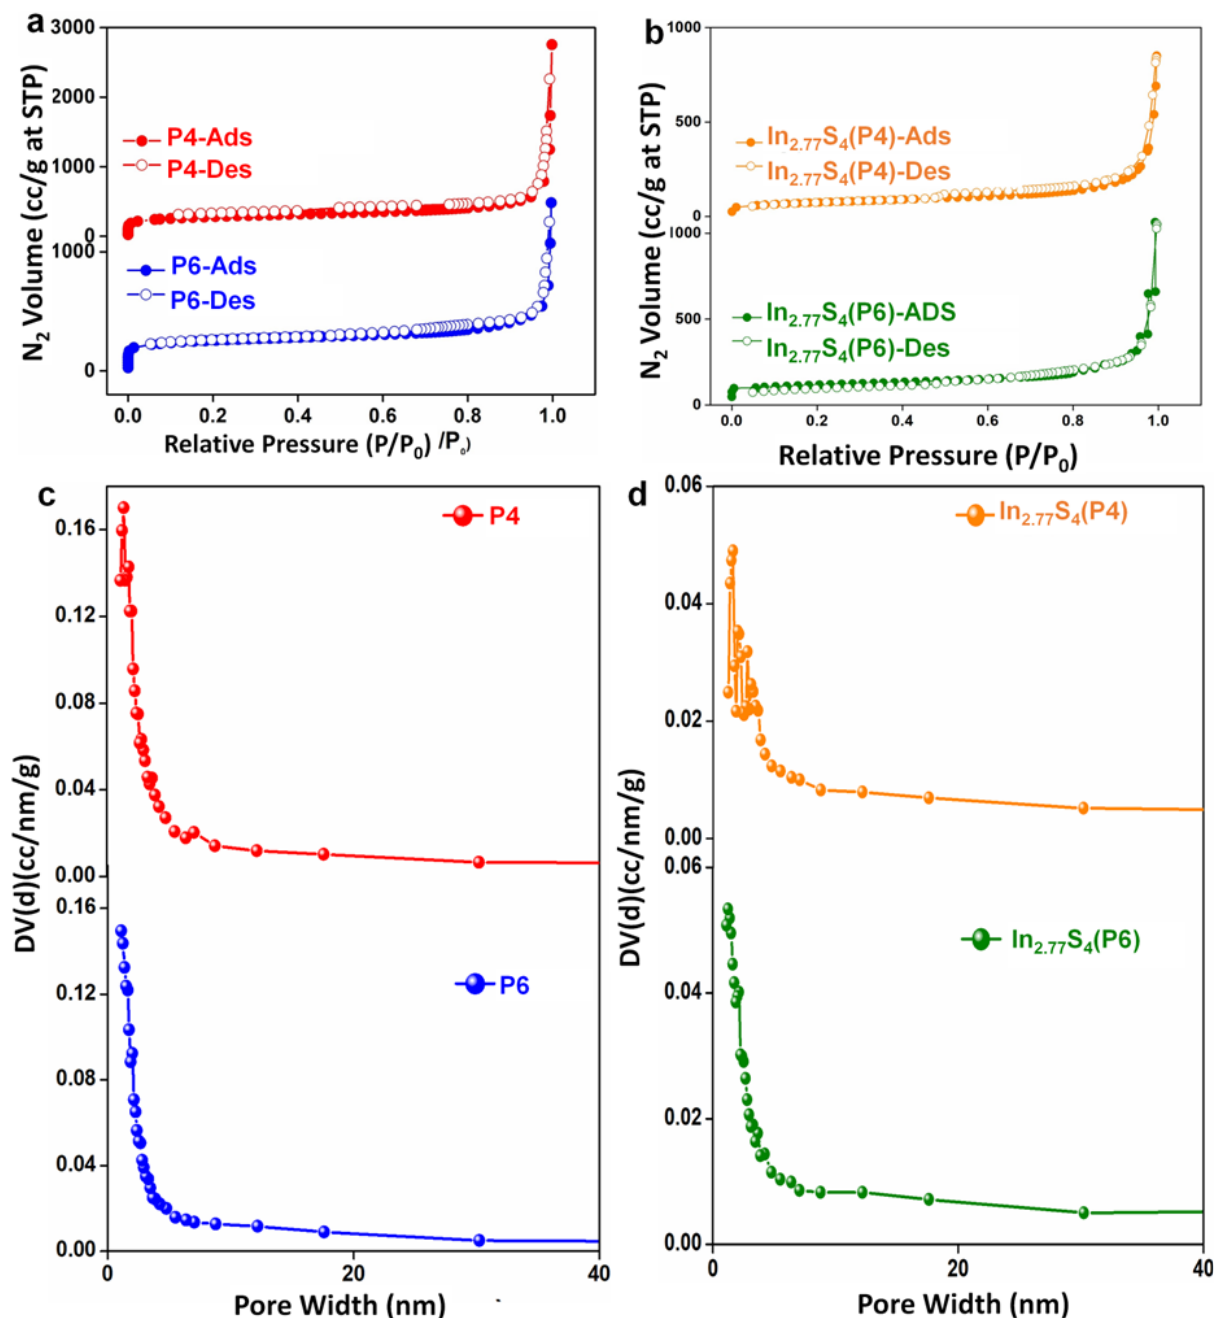 a
3000
2000
1000
0
1000
0
N₂ Volume (cc/g at STP)
P4-Ads
P4-Des
P6-Ads
P6-Des
0.0 0.2 0.4 0.6 0.8 1.0
Relative Pressure (P/P₀) /P₀)
b
1000
500
0
1000
500
0
N₂ Volume (cc/g at STP)
In₂.₇₇S₄(P4)-Ads
In₂.₇₇S₄(P4)-Des
In₂.₇₇S₄(P6)-ADS
In₂.₇₇S₄(P6)-Des
0.0 0.2 0.4 0.6 0.8 1.0
Relative Pressure (P/P₀)
c
0.16
0.12
0.08
0.04
0.00
0.16
0.12
0.08
0.04
0.00
DV(d)(cc/nm/g)
P4
P6
0 20 40
Pore Width (nm)
d
0.06
0.04
0.02
0.00
0.06
0.04
0.02
0.00
DV(d)(cc/nm/g)
In₂.₇₇S₄(P4)
In₂.₇₇S₄(P6)
0 20 40
Pore Width (nm)